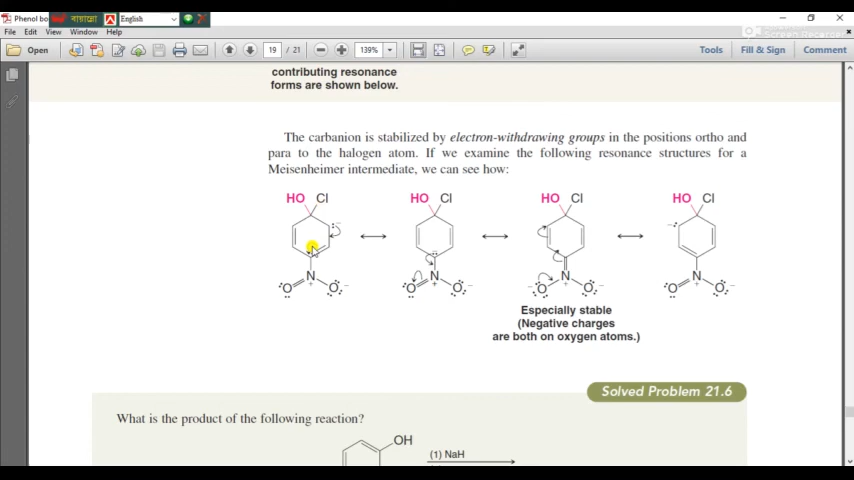 Phenol bo
বায়ান্নো
English
File Edit View Window Help
Open
19 / 21
139%
Tools Fill & Sign Comment
Screen Recorder
contributing resonance
forms are shown below.
The carbanion is stabilized by electron-withdrawing groups in the positions ortho and
para to the halogen atom. If we examine the following resonance structures for a
Meisenheimer intermediate, we can see how:
HO Cl HO Cl HO Cl HO Cl
N N N N
+ + + +
O O − O O − − O O − O O −
Especially stable
(Negative charges
are both on oxygen atoms.)
Solved Problem 21.6
What is the product of the following reaction?
OH
(1) NaH